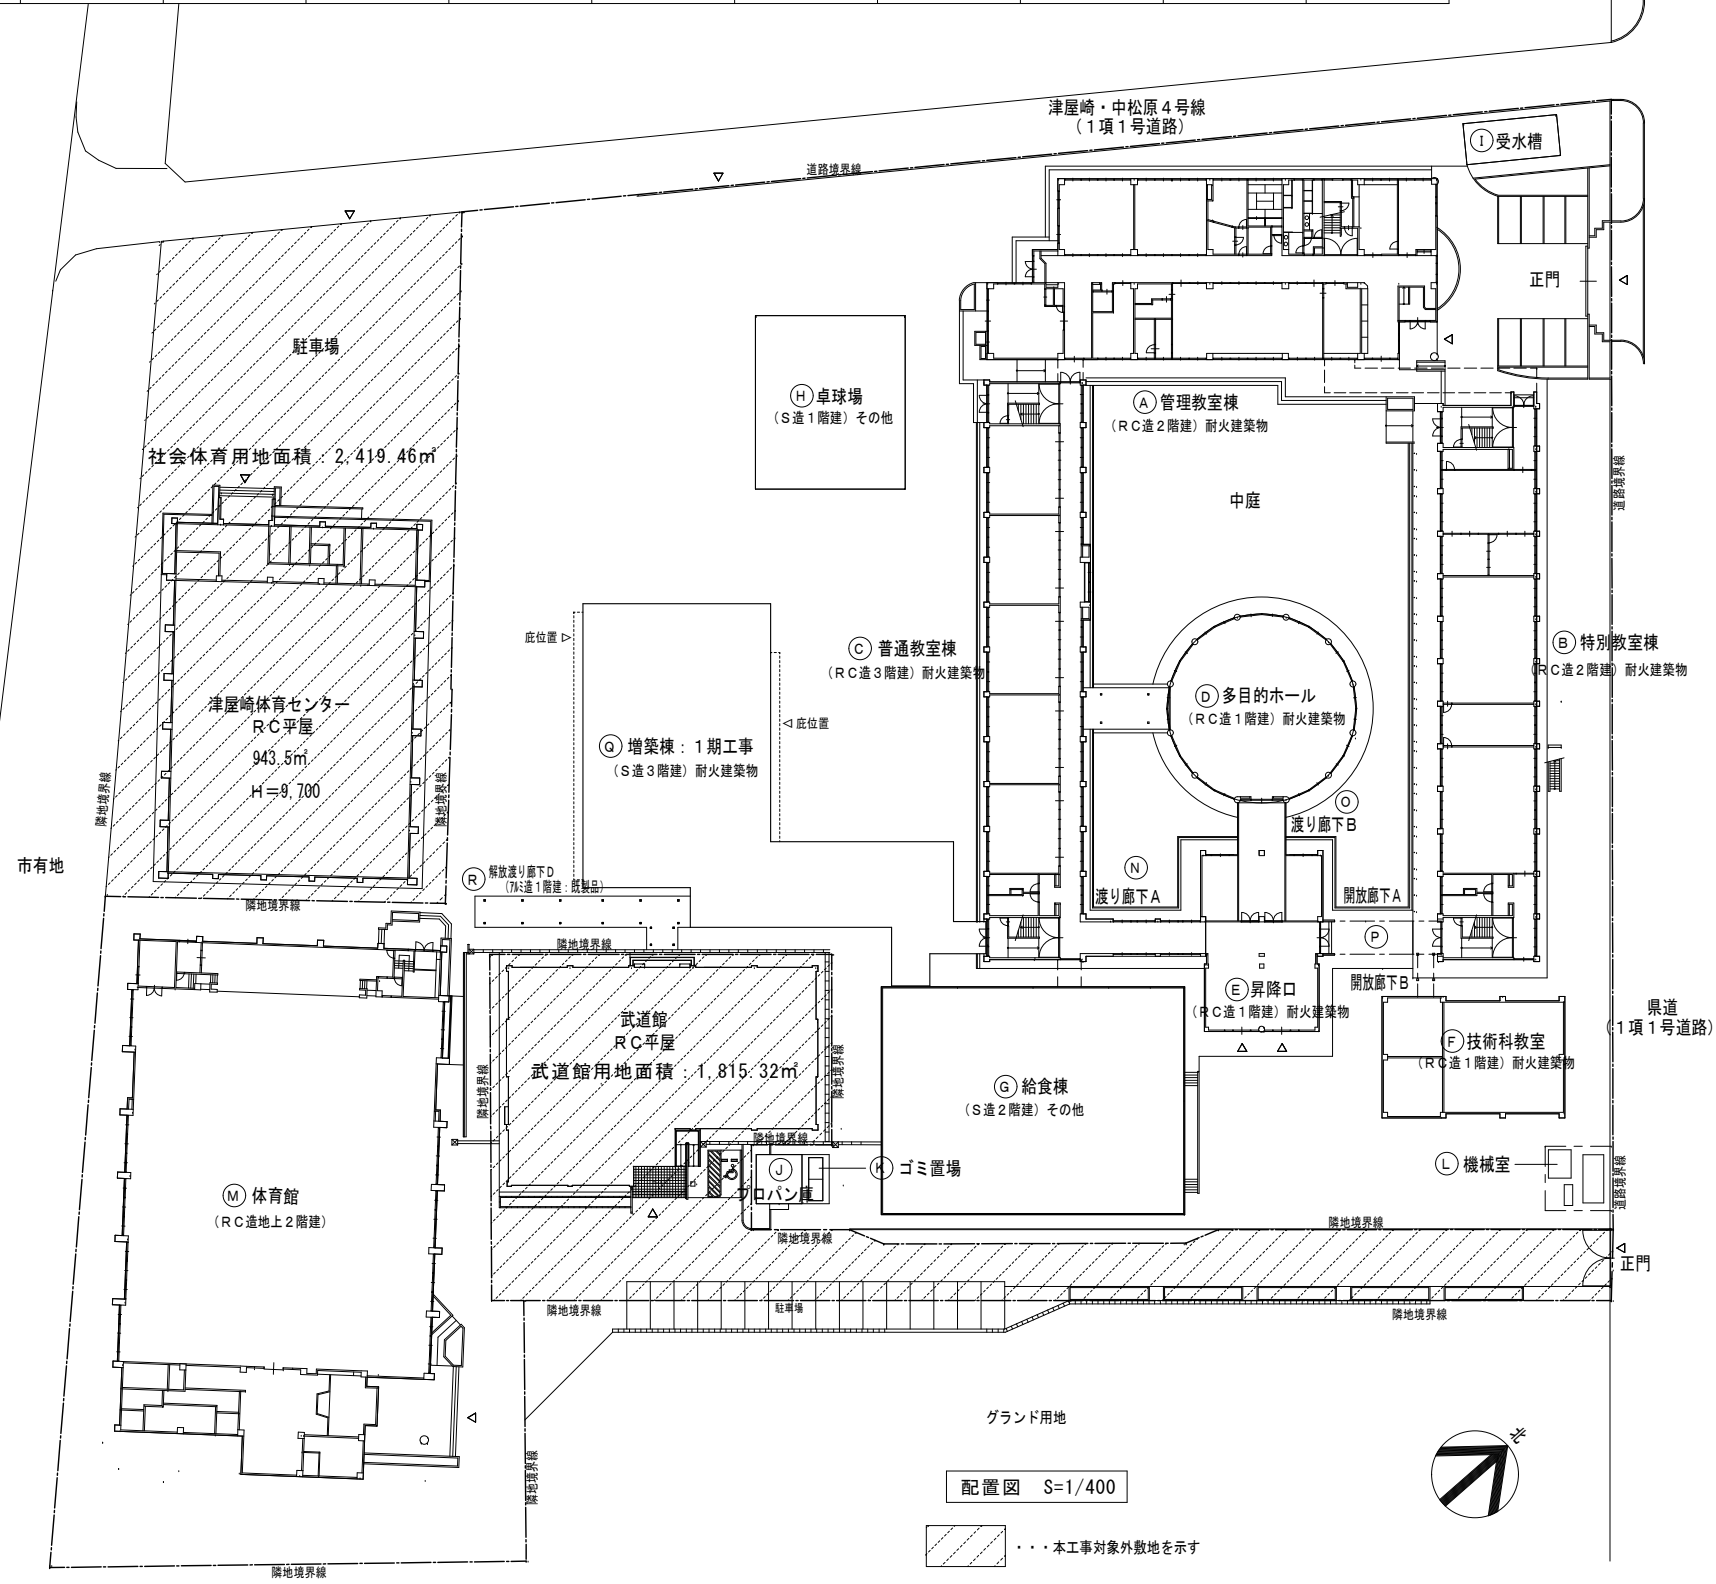 津屋崎・中松原４号線
（１項１号道路）
道路境界線
Ⓘ 受水槽
正門
駐車場
社会体育用地面積：2,419.46㎡
Ⓗ 卓球場
（Ｓ造１階建）その他
Ⓐ 管理教室棟
（ＲＣ造２階建）耐火建築物
中庭
道路境界線
庇位置
Ⓒ 普通教室棟
（ＲＣ造３階建）耐火建築物
Ⓑ 特別教室棟
（ＲＣ造２階建）耐火建築物
Ⓓ 多目的ホール
（ＲＣ造１階建）耐火建築物
津屋崎体育センター
ＲＣ平屋
943.5㎡
Ｈ＝9,700
庇位置
Ⓠ 増築棟：１期工事
（Ｓ造３階建）耐火建築物
隣地境界線
隣地境界線
Ⓞ
渡り廊下Ｂ
市有地
Ⓝ
渡り廊下Ａ
開放廊下Ａ
Ⓡ 解放渡り廊下Ｄ
（ｱﾙﾐ造１階建：既製品）
隣地境界線
Ⓟ
隣地境界線
開放廊下Ｂ
Ⓔ 昇降口
（ＲＣ造１階建）耐火建築物
県道
（１項１号道路）
武道館
ＲＣ平屋
武道館用地面積：1,815.32㎡
Ⓕ 技術科教室
（ＲＣ造１階建）耐火建築物
隣地境界線
隣地境界線
Ⓖ 給食棟
（Ｓ造２階建）その他
隣地境界線
Ⓙ
プロパン庫
Ⓚ ゴミ置場
Ⓛ 機械室
道路境界線
Ⓜ 体育館
（ＲＣ造地上２階建）
隣地境界線
隣地境界線
正門
隣地境界線
駐車場
隣地境界線
グランド用地
北
隣地境界線
配置図　S=1/400
・・・本工事対象外敷地を示す
隣地境界線